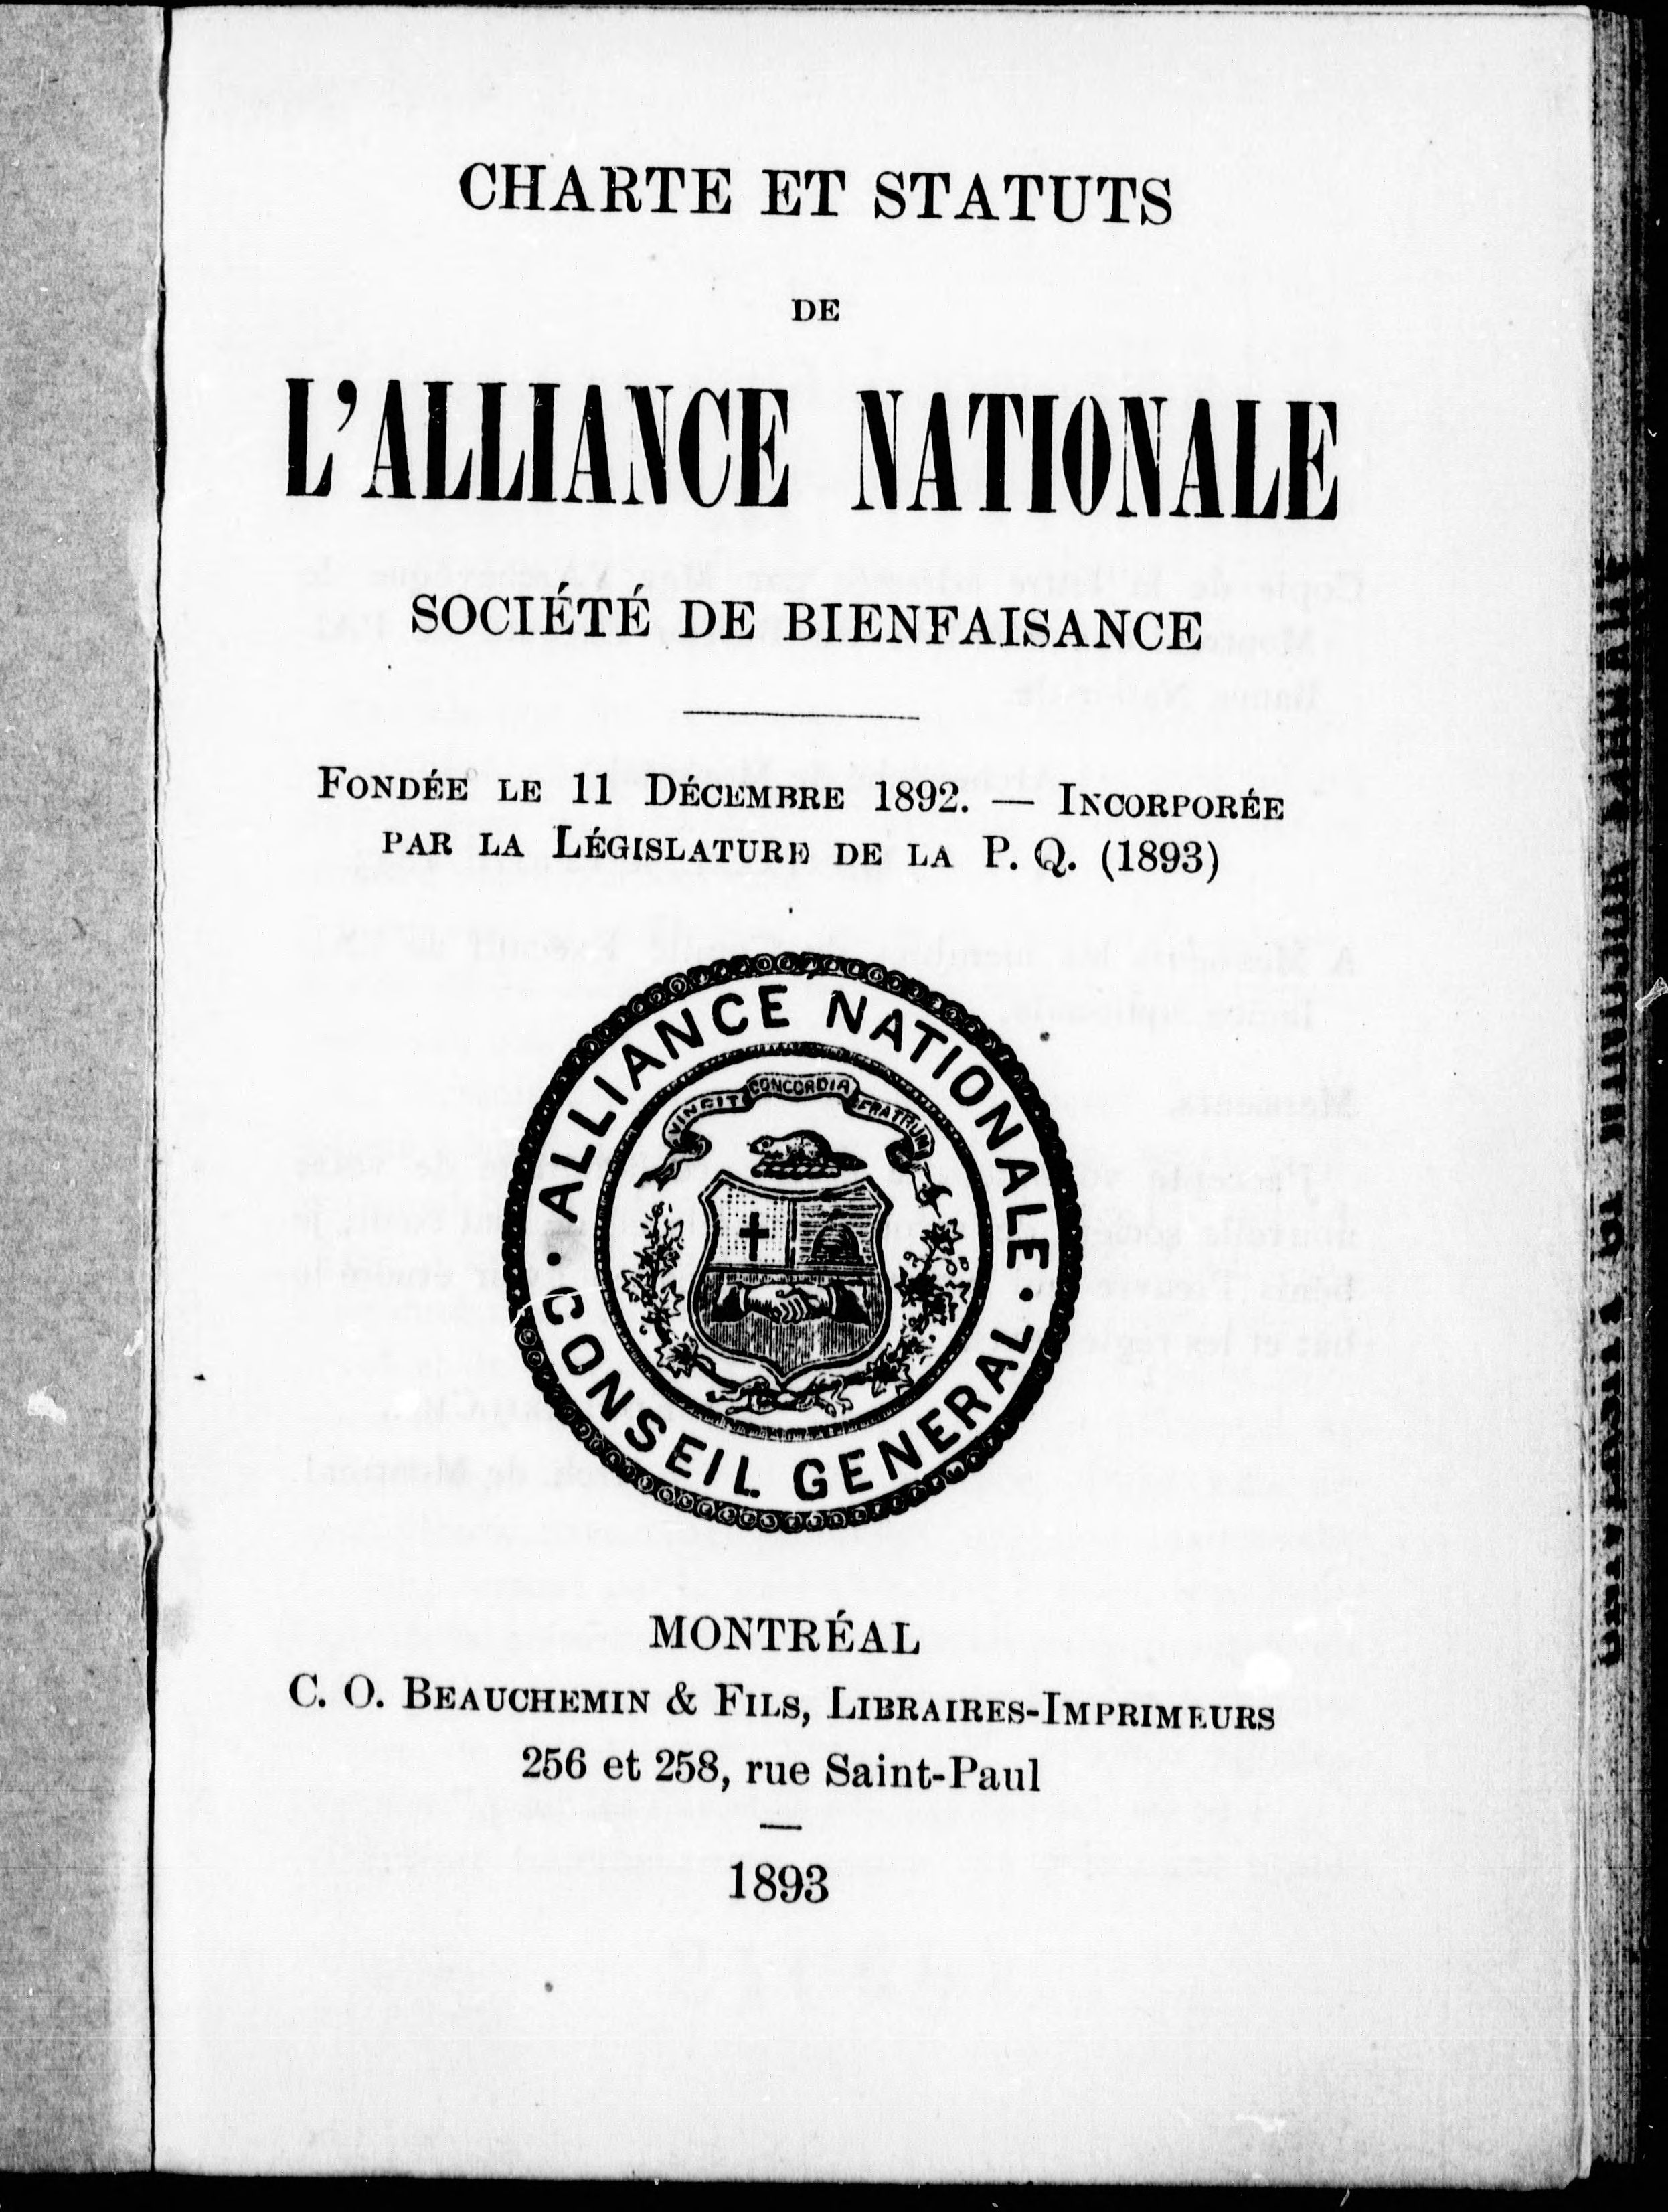 CHARTE ET STATUTS
DE
L'ALLIANCE NATIONALE
SOCIÉTÉ DE BIENFAISANCE
FONDÉE LE 11 DÉCEMBRE 1892. — INCORPORÉE
PAR LA LÉGISLATURE DE LA P. Q. (1893)
ALLIANCE NATIONALE
VINCIT CONCORDIA FRATRUM
CONSEIL GENERAL
MONTRÉAL
C. O. BEAUCHEMIN & FILS, LIBRAIRES-IMPRIMEURS
256 et 258, rue Saint-Paul
1893